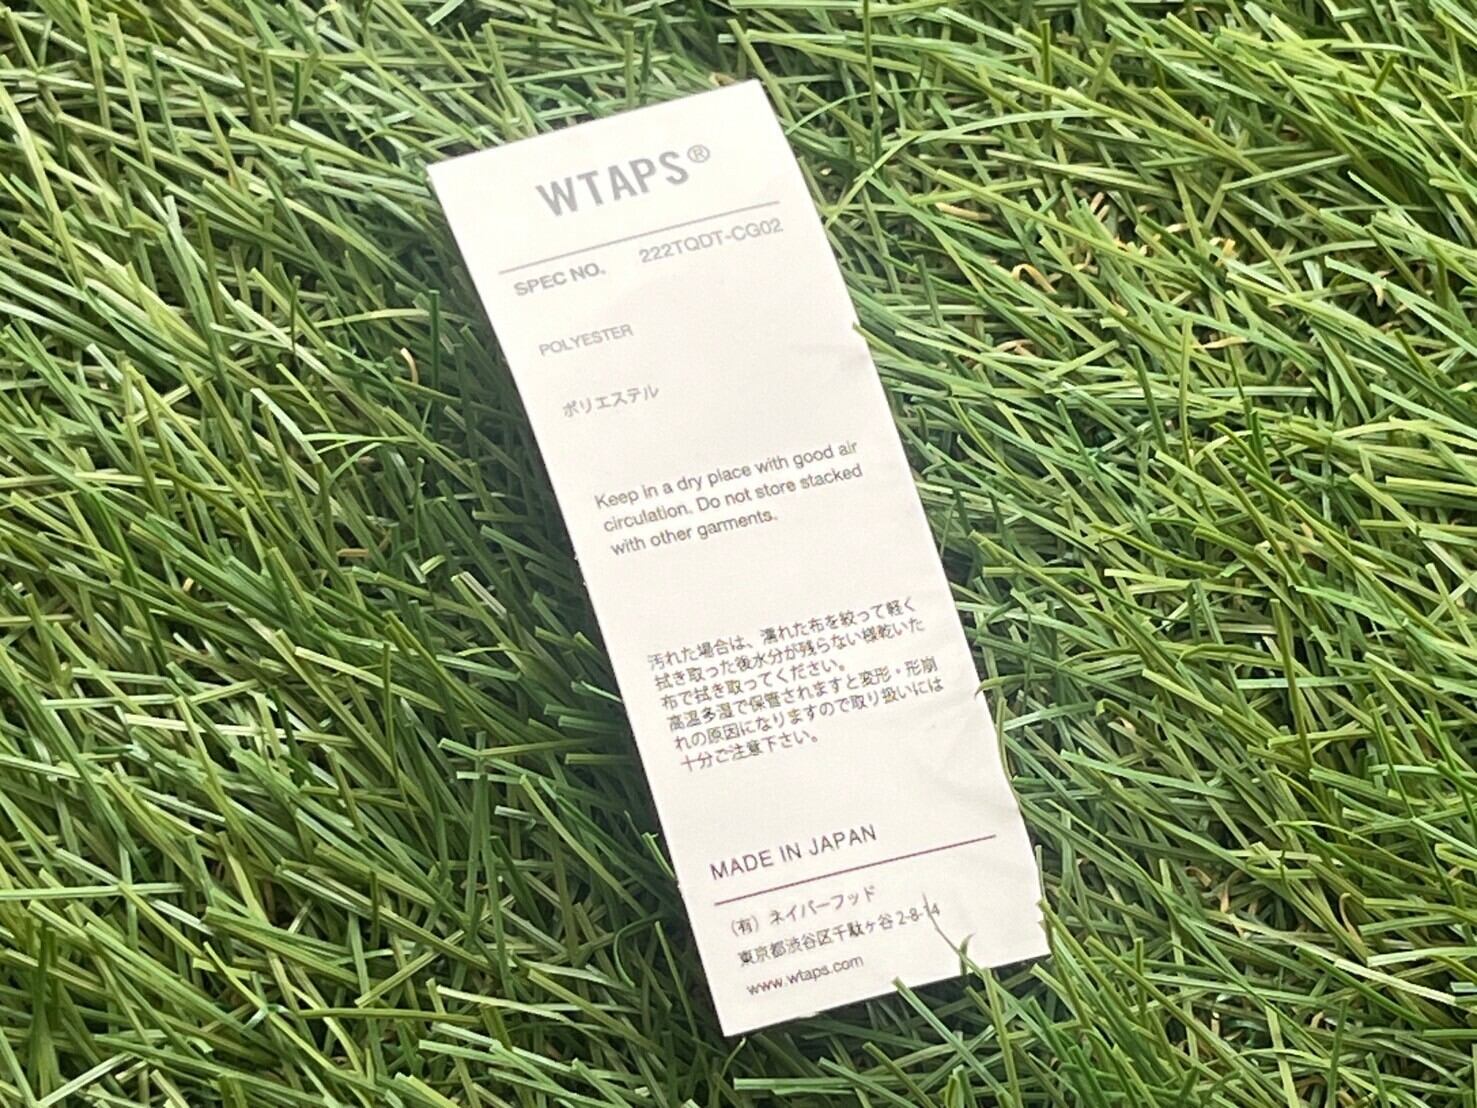 WTAPS®
SPEC NO. 222TQDT-CG02
POLYESTER
ポリエステル
Keep in a dry place with good air
circulation. Do not store stacked
with other garments.
汚れた場合は、濡れた布を絞って軽く
拭き取った後水分が残らない様乾いた
布で拭き取ってください。
高温多湿で保管されますと変形・形崩
れの原因になりますので取り扱いには
十分ご注意下さい。
MADE IN JAPAN
（有）ネイバーフッド
東京都渋谷区千駄ヶ谷 2-8-14
www.wtaps.com